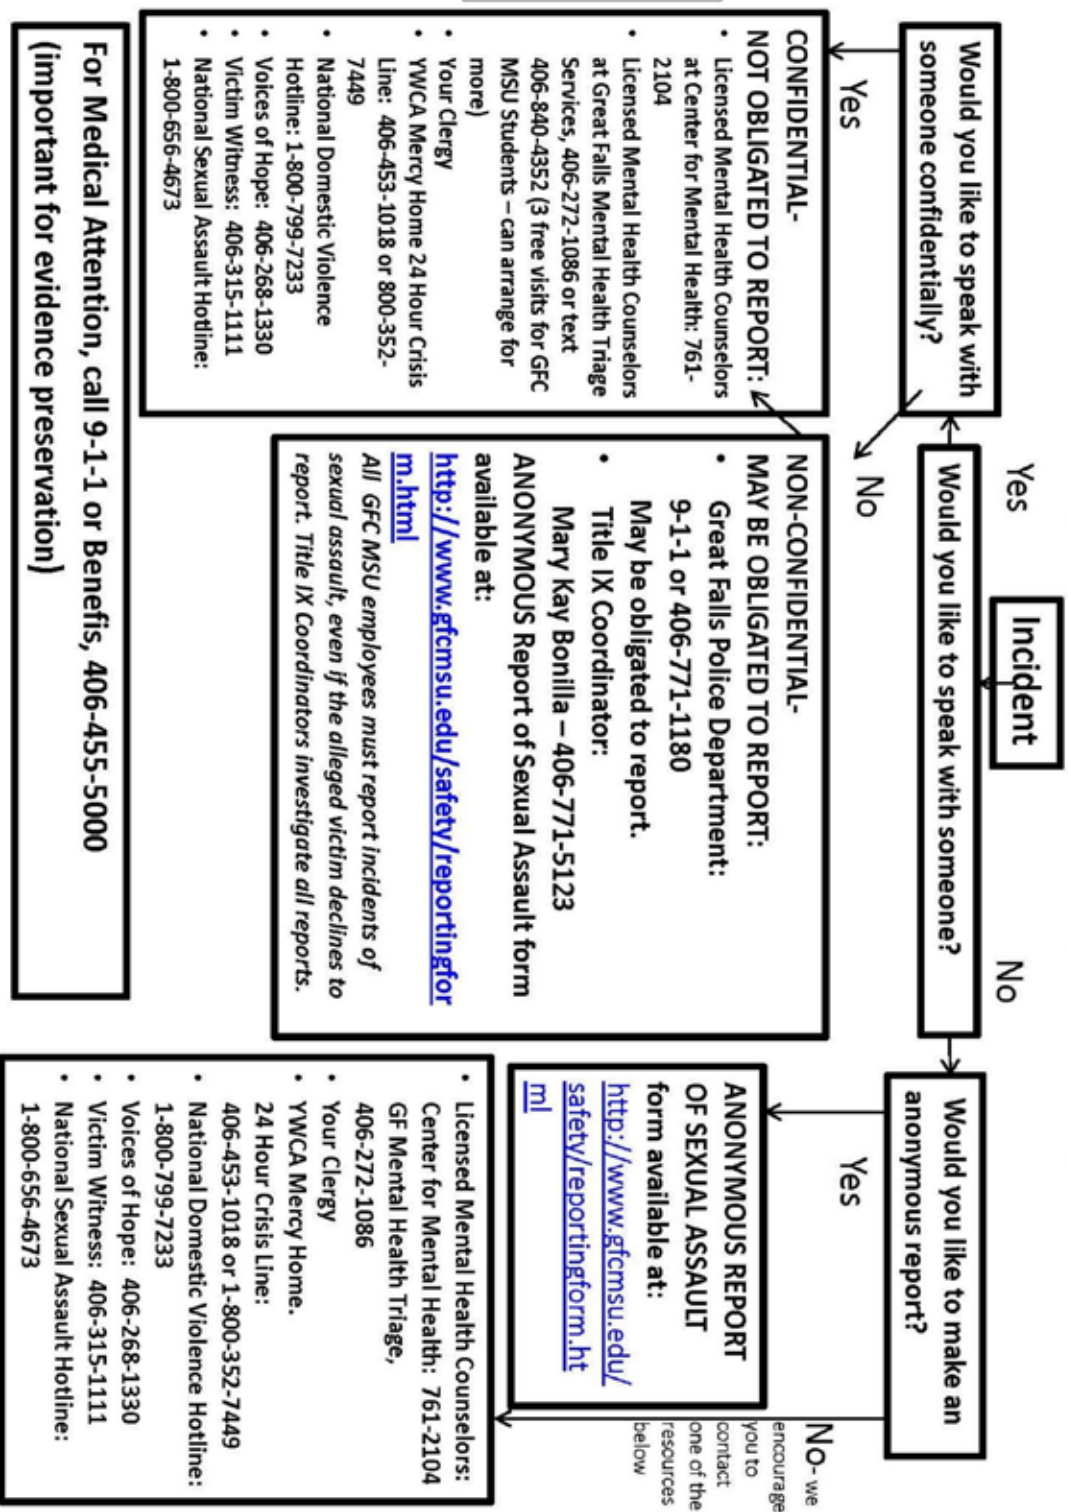 Incident
Yes
No
Would you like to speak with
someone confidentially?
Would you like to speak with someone?
Would you like to make an
anonymous report?
Yes
No
Yes
No- we
encourage
you to
contact
one of the
resources
below
CONFIDENTIAL-
NOT OBLIGATED TO REPORT:
• Licensed Mental Health Counselors
at Center for Mental Health: 761-
2104
• Licensed Mental Health Counselors
at Great Falls Mental Health Triage
Services, 406-272-1086 or text
406-840-4352 (3 free visits for GFC
MSU Students – can arrange for
more)
• Your Clergy
• YWCA Mercy Home 24 Hour Crisis
Line: 406-453-1018 or 800-352-
7449
• National Domestic Violence
Hotline: 1-800-799-7233
• Voices of Hope: 406-268-1330
• Victim Witness: 406-315-1111
• National Sexual Assault Hotline:
1-800-656-4673
NON-CONFIDENTIAL-
MAY BE OBLIGATED TO REPORT:
• Great Falls Police Department:
9-1-1 or 406-771-1180
May be obligated to report.
• Title IX Coordinator:
Mary Kay Bonilla – 406-771-5123
ANONYMOUS Report of Sexual Assault form
available at:
http://www.gfcmsu.edu/safety/reportingfor
m.html
All GFC MSU employees must report incidents of
sexual assault, even if the alleged victim declines to
report. Title IX Coordinators investigate all reports.
ANONYMOUS REPORT
OF SEXUAL ASSAULT
form available at:
http://www.gfcmsu.edu/
safety/reportingform.ht
ml
• Licensed Mental Health Counselors:
Center for Mental Health: 761-2104
GF Mental Health Triage,
406-272-1086
• Your Clergy
• YWCA Mercy Home.
24 Hour Crisis Line:
406-453-1018 or 1-800-352-7449
• National Domestic Violence Hotline:
1-800-799-7233
• Voices of Hope: 406-268-1330
• Victim Witness: 406-315-1111
• National Sexual Assault Hotline:
1-800-656-4673
For Medical Attention, call 9-1-1 or Benefis, 406-455-5000
(important for evidence preservation)